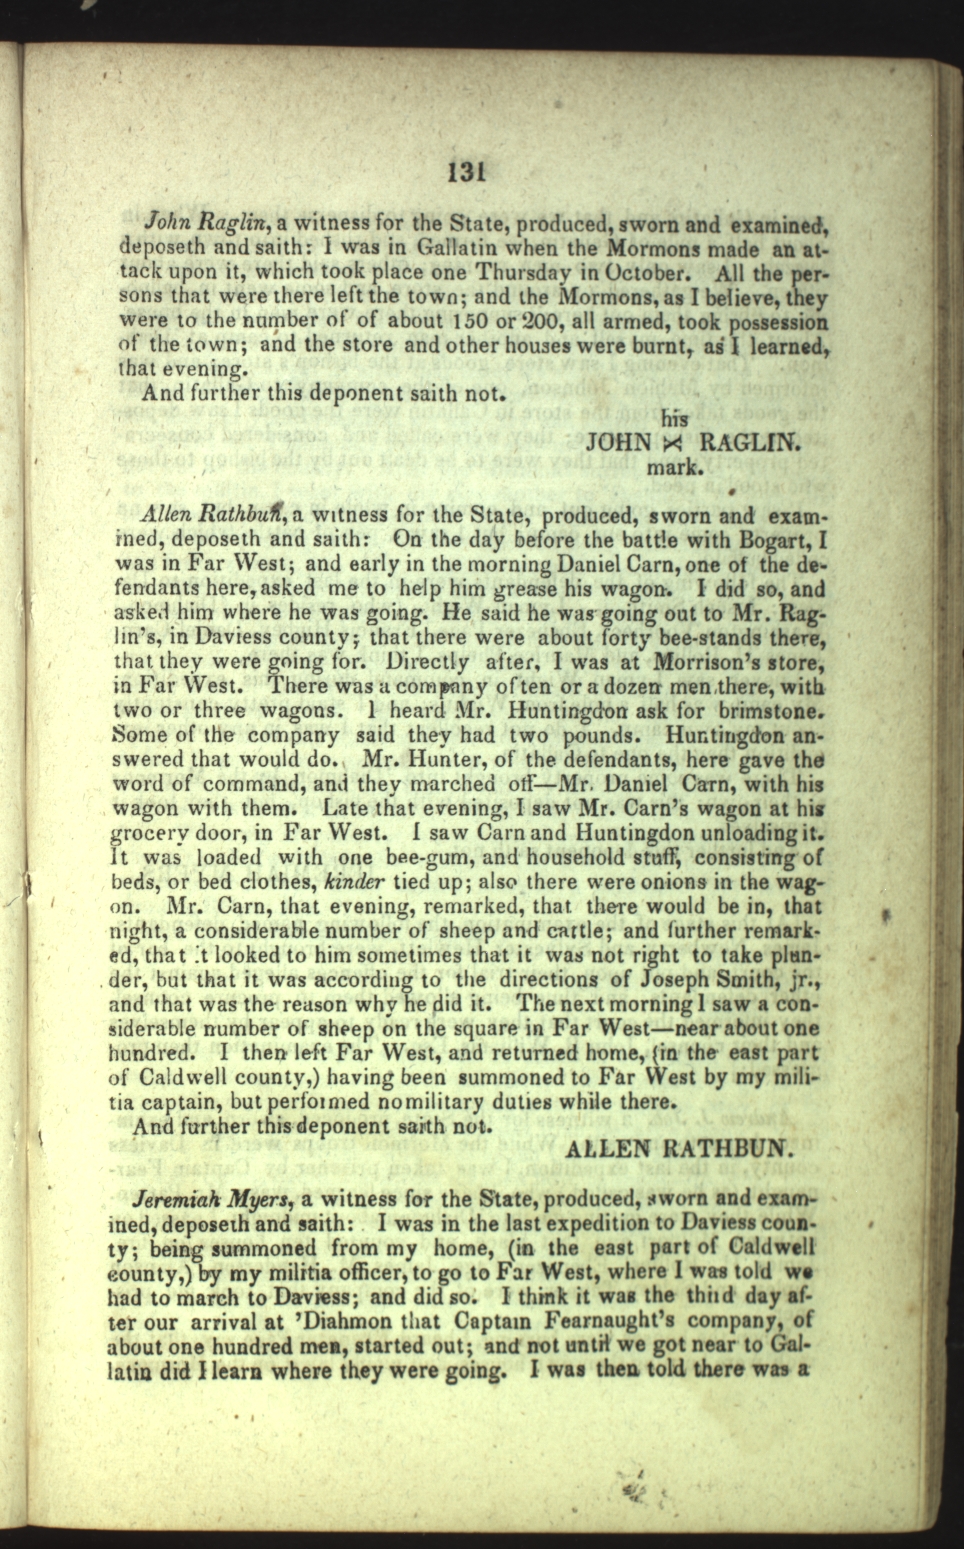 131
John Raglin, a witness for the State, produced, sworn and examined,
deposeth and saith: I was in Gallatin when the Mormons made an at-
tack upon it, which took place one Thursday in October. All the per-
sons that were there left the town; and the Mormons, as I believe, they
were to the number of of about 150 or 200, all armed, took possession
of the town; and the store and other houses were burnt, as I learned,
that evening.
And further this deponent saith not.
his
JOHN ⋈ RAGLIN.
mark.
Allen Rathbun, a witness for the State, produced, sworn and exam-
ined, deposeth and saith: On the day before the battle with Bogart, I
was in Far West; and early in the morning Daniel Carn, one of the de-
fendants here, asked me to help him grease his wagon. I did so, and
asked him where he was going. He said he was going out to Mr. Rag-
lin's, in Daviess county; that there were about forty bee-stands there,
that they were going for. Directly after, I was at Morrison's store,
in Far West. There was a company of ten or a dozen men there, with
two or three wagons. I heard Mr. Huntingdon ask for brimstone.
Some of the company said they had two pounds. Huntingdon an-
swered that would do. Mr. Hunter, of the defendants, here gave the
word of command, and they marched off—Mr. Daniel Carn, with his
wagon with them. Late that evening, I saw Mr. Carn's wagon at his
grocery door, in Far West. I saw Carn and Huntingdon unloading it.
It was loaded with one bee-gum, and household stuff, consisting of
beds, or bed clothes, kinder tied up; also there were onions in the wag-
on. Mr. Carn, that evening, remarked, that there would be in, that
night, a considerable number of sheep and cattle; and further remark-
ed, that it looked to him sometimes that it was not right to take plun-
der, but that it was according to the directions of Joseph Smith, jr.,
and that was the reason why he did it. The next morning I saw a con-
siderable number of sheep on the square in Far West—near about one
hundred. I then left Far West, and returned home, (in the east part
of Caldwell county,) having been summoned to Far West by my mili-
tia captain, but performed no military duties while there.
And further this deponent saith not.
ALLEN RATHBUN.
Jeremiah Myers, a witness for the State, produced, sworn and exam-
ined, deposeth and saith: I was in the last expedition to Daviess coun-
ty; being summoned from my home, (in the east part of Caldwell
county,) by my militia officer, to go to Far West, where I was told we
had to march to Daviess; and did so. I think it was the third day af-
ter our arrival at 'Diahmon that Captain Fearnaught's company, of
about one hundred men, started out; and not until we got near to Gal-
latin did I learn where they were going. I was then told there was a